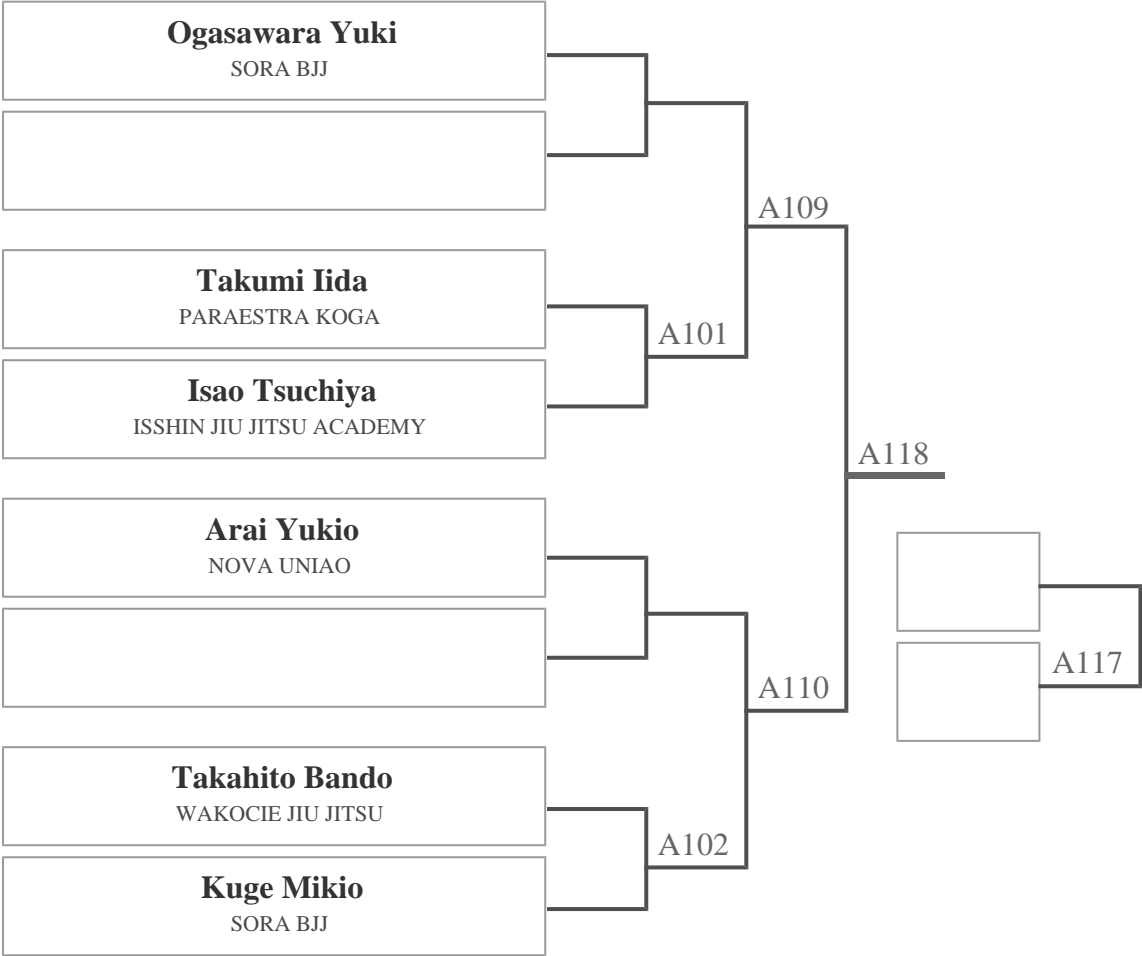 Ogasawara Yuki
SORA BJJ
A109
Takumi Iida
PARAESTRA KOGA
A101
Isao Tsuchiya
ISSHIN JIU JITSU ACADEMY
A118
Arai Yukio
NOVA UNIAO
A117
A110
Takahito Bando
WAKOCIE JIU JITSU
A102
Kuge Mikio
SORA BJJ